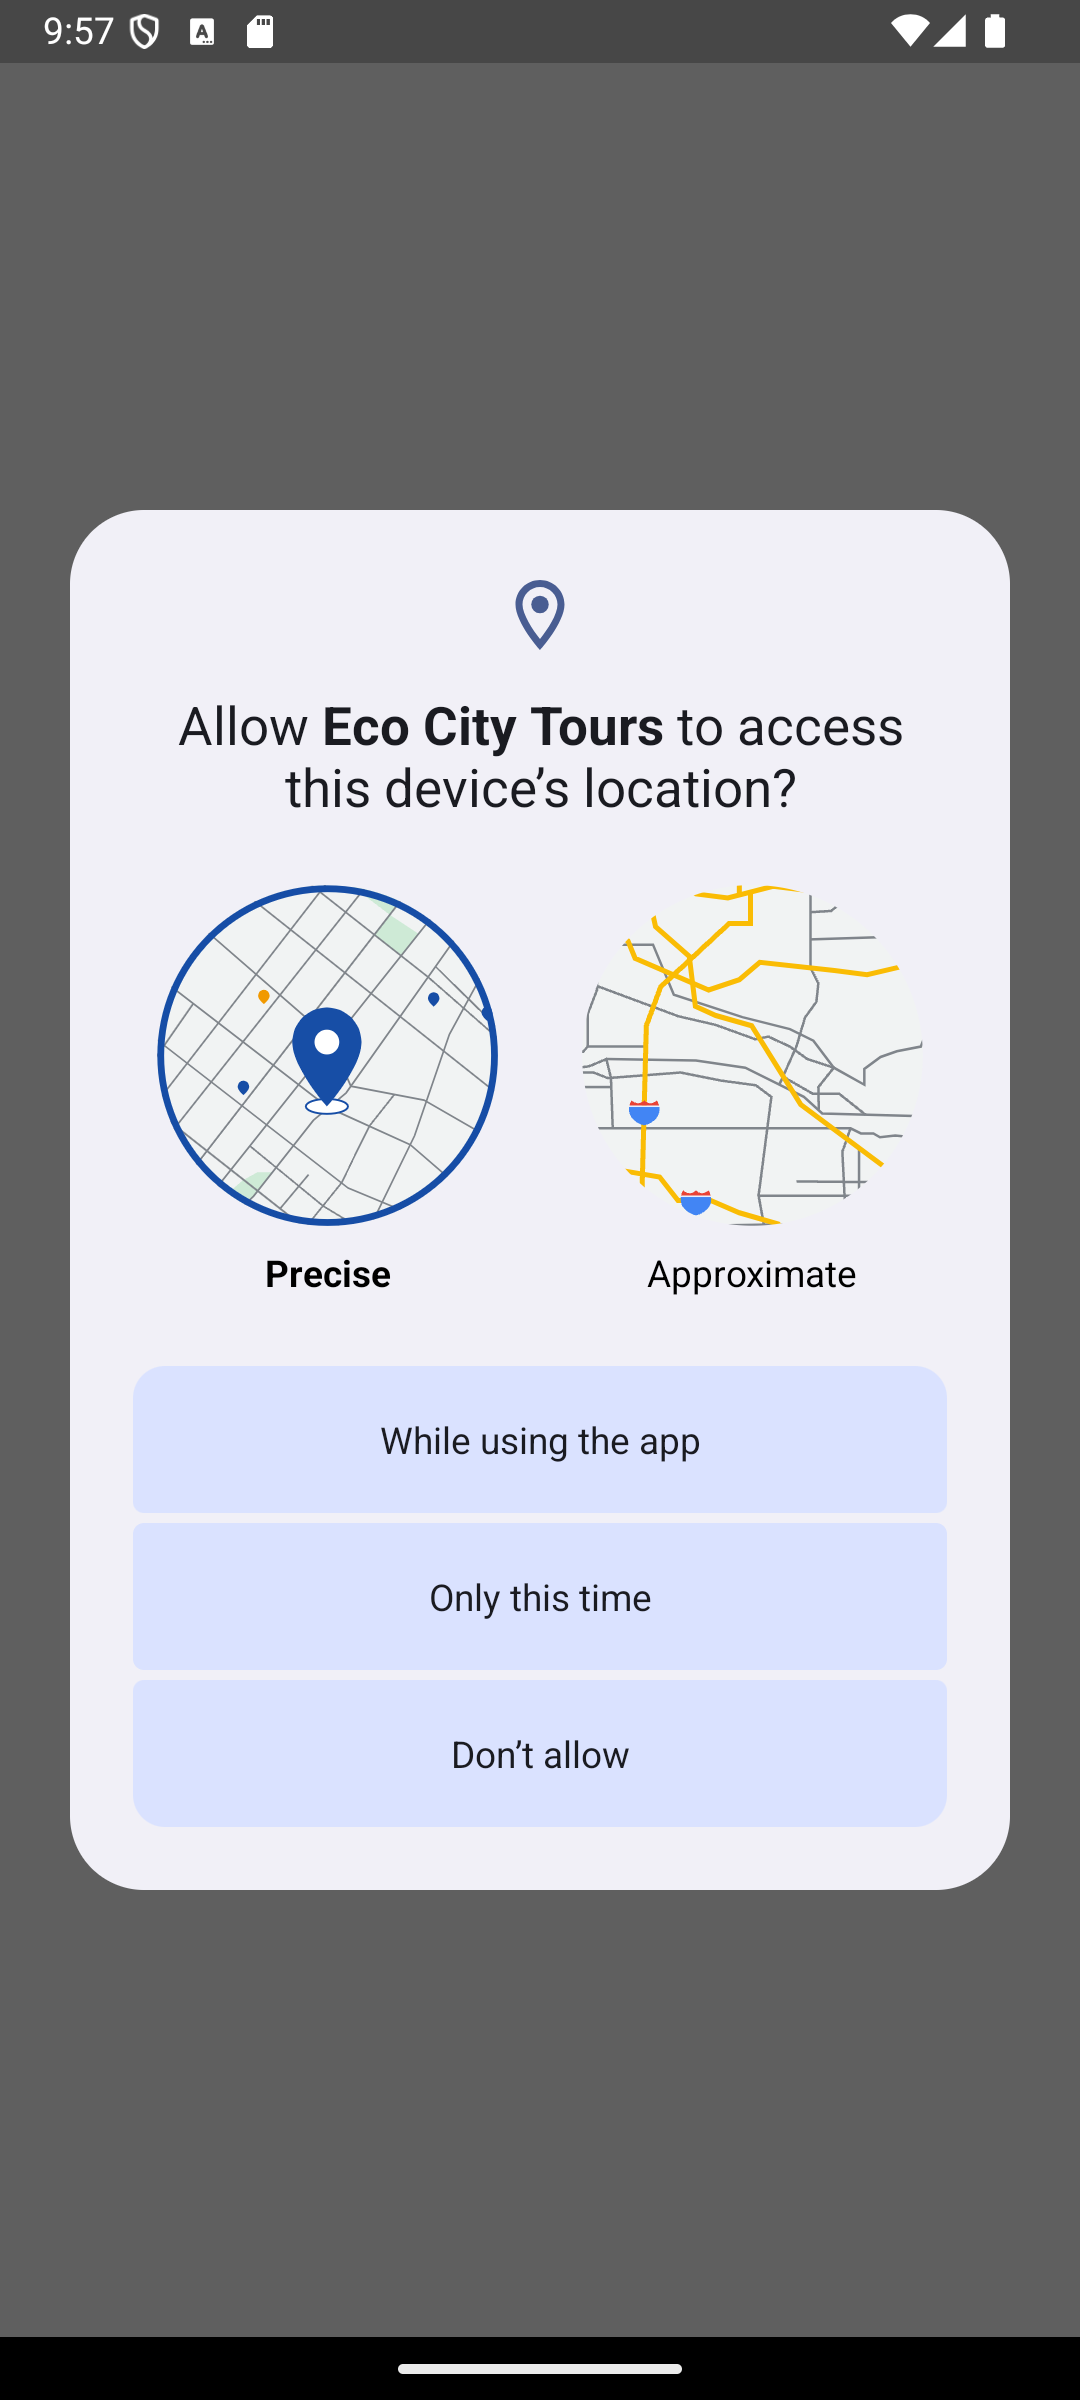 9:57
Allow Eco City Tours to access
this device’s location?
Precise
Approximate
While using the app
Only this time
Don’t allow